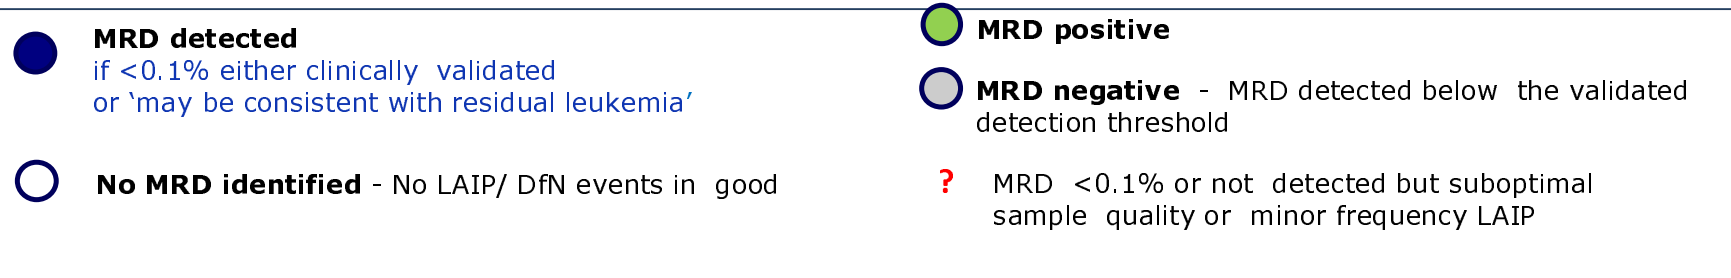 MRD detected
if <0.1% either clinically validated
or ‘may be consistent with residual leukemia’
No MRD identified - No LAIP/ DfN events in good
MRD positive
MRD negative - MRD detected below the validated
detection threshold
? MRD <0.1% or not detected but suboptimal
sample quality or minor frequency LAIP